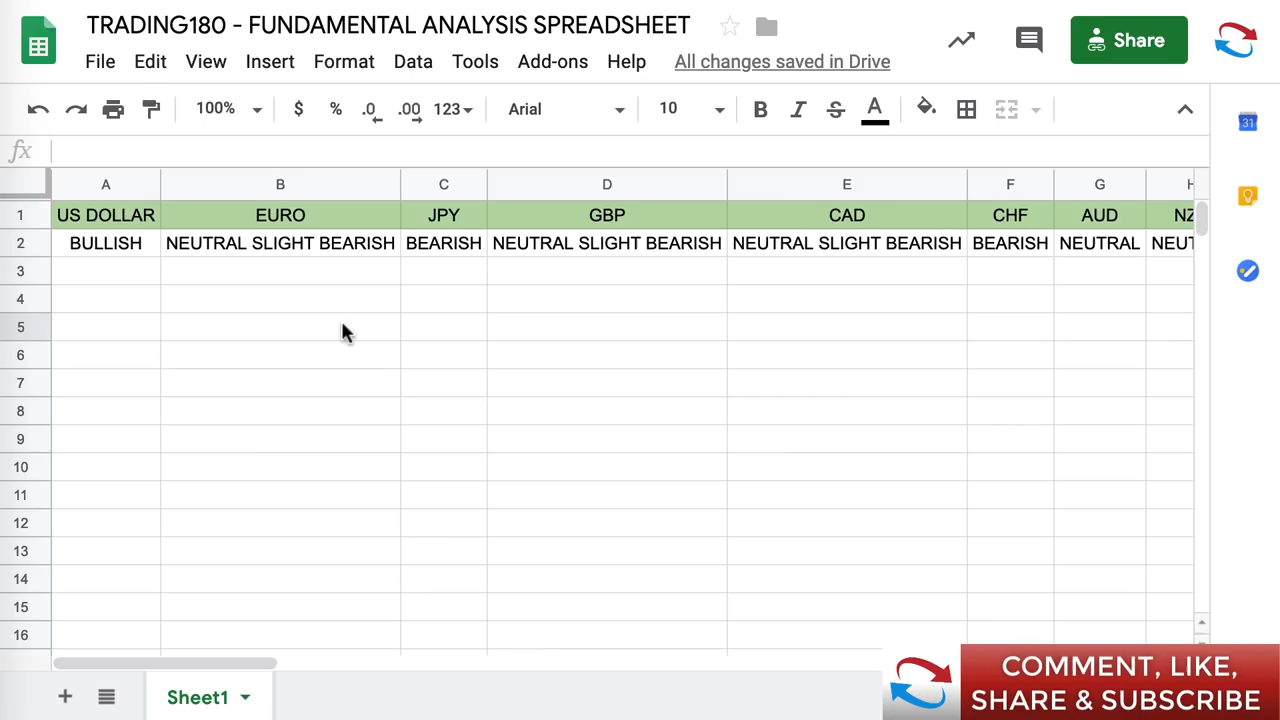 TRADING180 - FUNDAMENTAL ANALYSIS SPREADSHEET
File Edit View Insert Format Data Tools Add-ons Help All changes saved in Drive
Share
100% $ % .0 .00 123 Arial 10 B I S A
31
fx
A B C D E F G H
1 US DOLLAR EURO JPY GBP CAD CHF AUD NZ
2 BULLISH NEUTRAL SLIGHT BEARISH BEARISH NEUTRAL SLIGHT BEARISH NEUTRAL SLIGHT BEARISH BEARISH NEUTRAL NEUT
3
4
5
6
7
8
9
10
11
12
13
14
15
16
Sheet1
COMMENT, LIKE,
SHARE & SUBSCRIBE